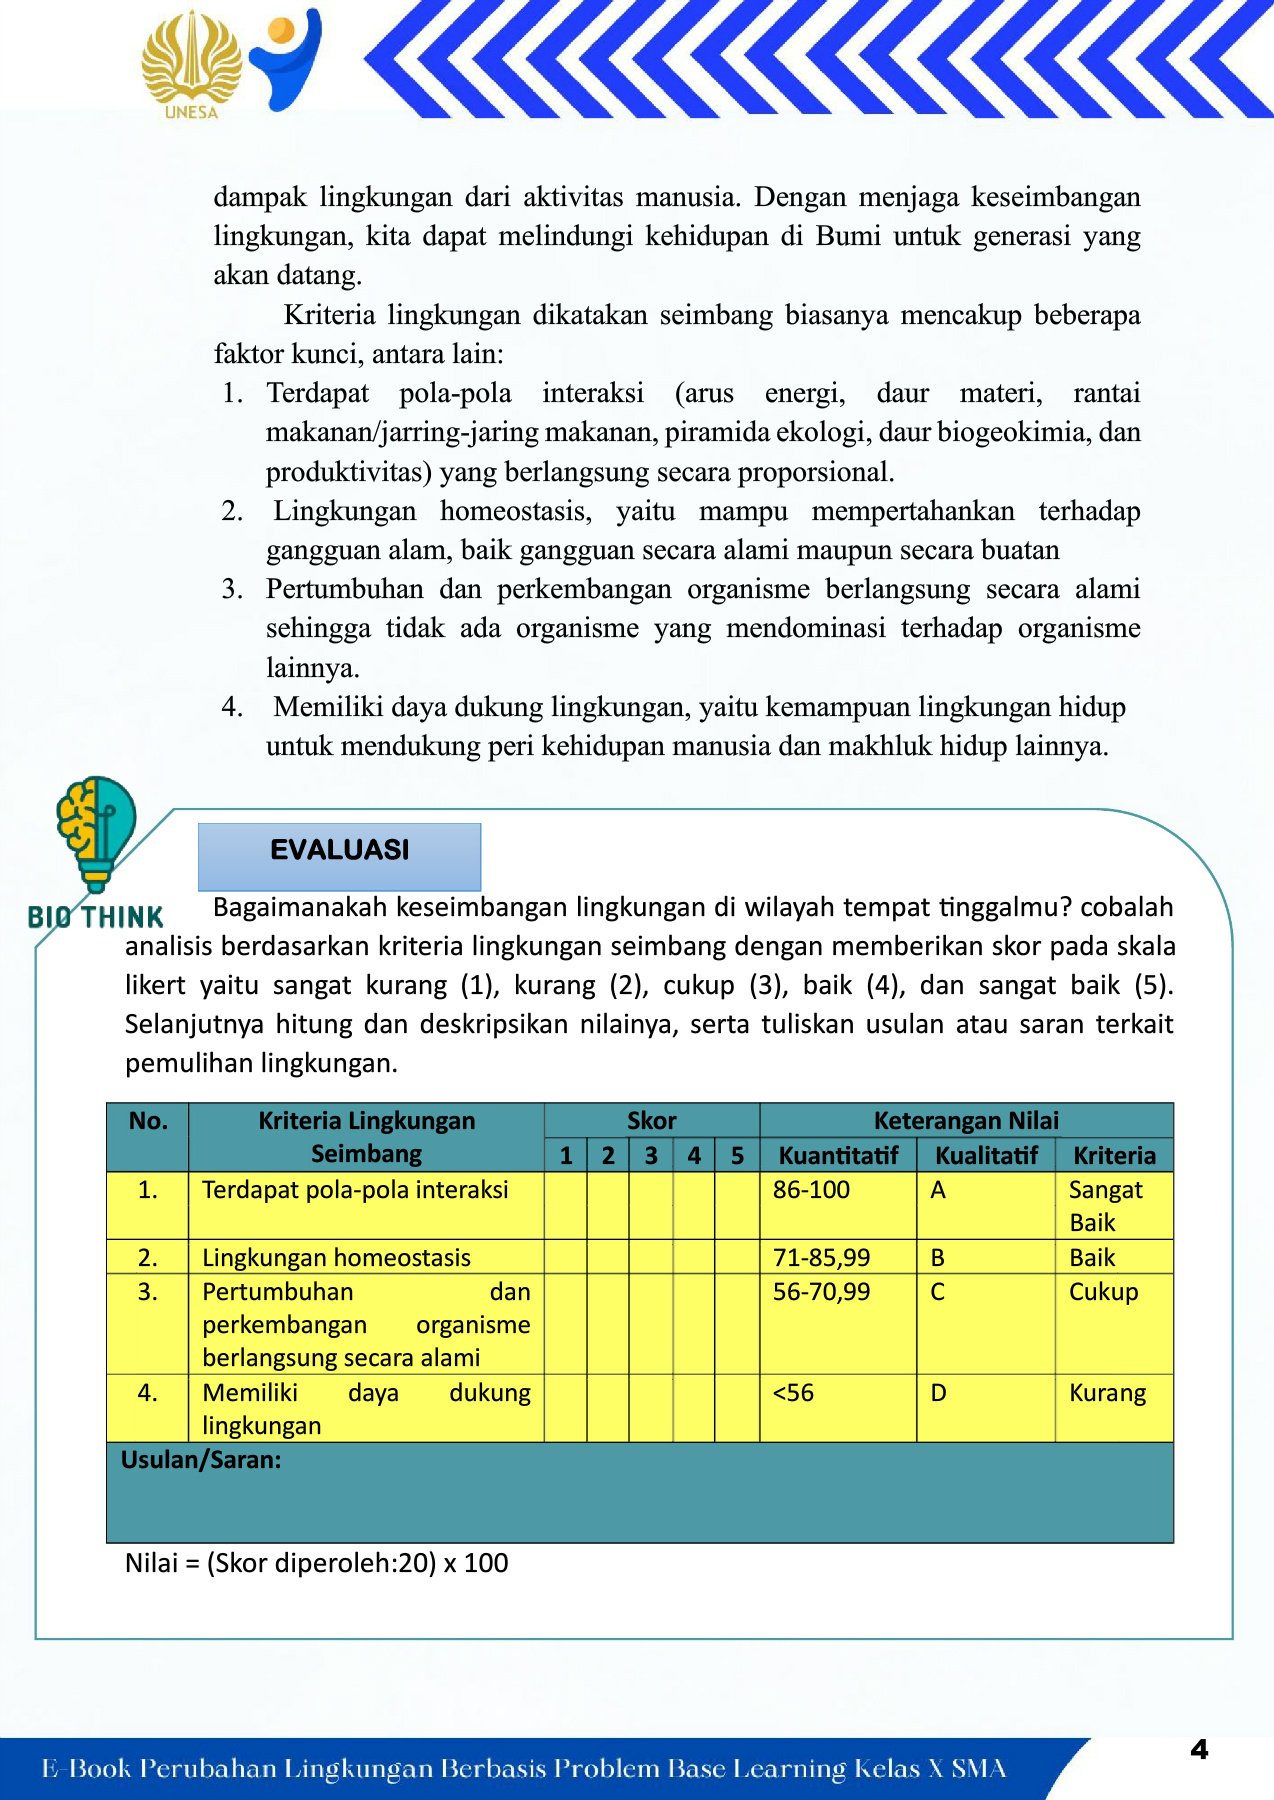 UNESA
dampak lingkungan dari aktivitas manusia. Dengan menjaga keseimbangan
lingkungan, kita dapat melindungi kehidupan di Bumi untuk generasi yang
akan datang.
Kriteria lingkungan dikatakan seimbang biasanya mencakup beberapa
faktor kunci, antara lain:
1. Terdapat pola-pola interaksi (arus energi, daur materi, rantai
makanan/jarring-jaring makanan, piramida ekologi, daur biogeokimia, dan
produktivitas) yang berlangsung secara proporsional.
2. Lingkungan homeostasis, yaitu mampu mempertahankan terhadap
gangguan alam, baik gangguan secara alami maupun secara buatan
3. Pertumbuhan dan perkembangan organisme berlangsung secara alami
sehingga tidak ada organisme yang mendominasi terhadap organisme
lainnya.
4. Memiliki daya dukung lingkungan, yaitu kemampuan lingkungan hidup
untuk mendukung peri kehidupan manusia dan makhluk hidup lainnya.
BIO THINK
EVALUASI
Bagaimanakah keseimbangan lingkungan di wilayah tempat tinggalmu? cobalah
analisis berdasarkan kriteria lingkungan seimbang dengan memberikan skor pada skala
likert yaitu sangat kurang (1), kurang (2), cukup (3), baik (4), dan sangat baik (5).
Selanjutnya hitung dan deskripsikan nilainya, serta tuliskan usulan atau saran terkait
pemulihan lingkungan.
No. Kriteria Lingkungan Skor Keterangan Nilai
Seimbang 1 2 3 4 5 Kuantitatif Kualitatif Kriteria
1. Terdapat pola-pola interaksi 86-100 A Sangat
Baik
2. Lingkungan homeostasis 71-85,99 B Baik
3. Pertumbuhan dan 56-70,99 C Cukup
perkembangan organisme
berlangsung secara alami
4. Memiliki daya dukung <56 D Kurang
lingkungan
Usulan/Saran:
Nilai = (Skor diperoleh:20) x 100
E-Book Perubahan Lingkungan Berbasis Problem Base Learning Kelas X SMA
4